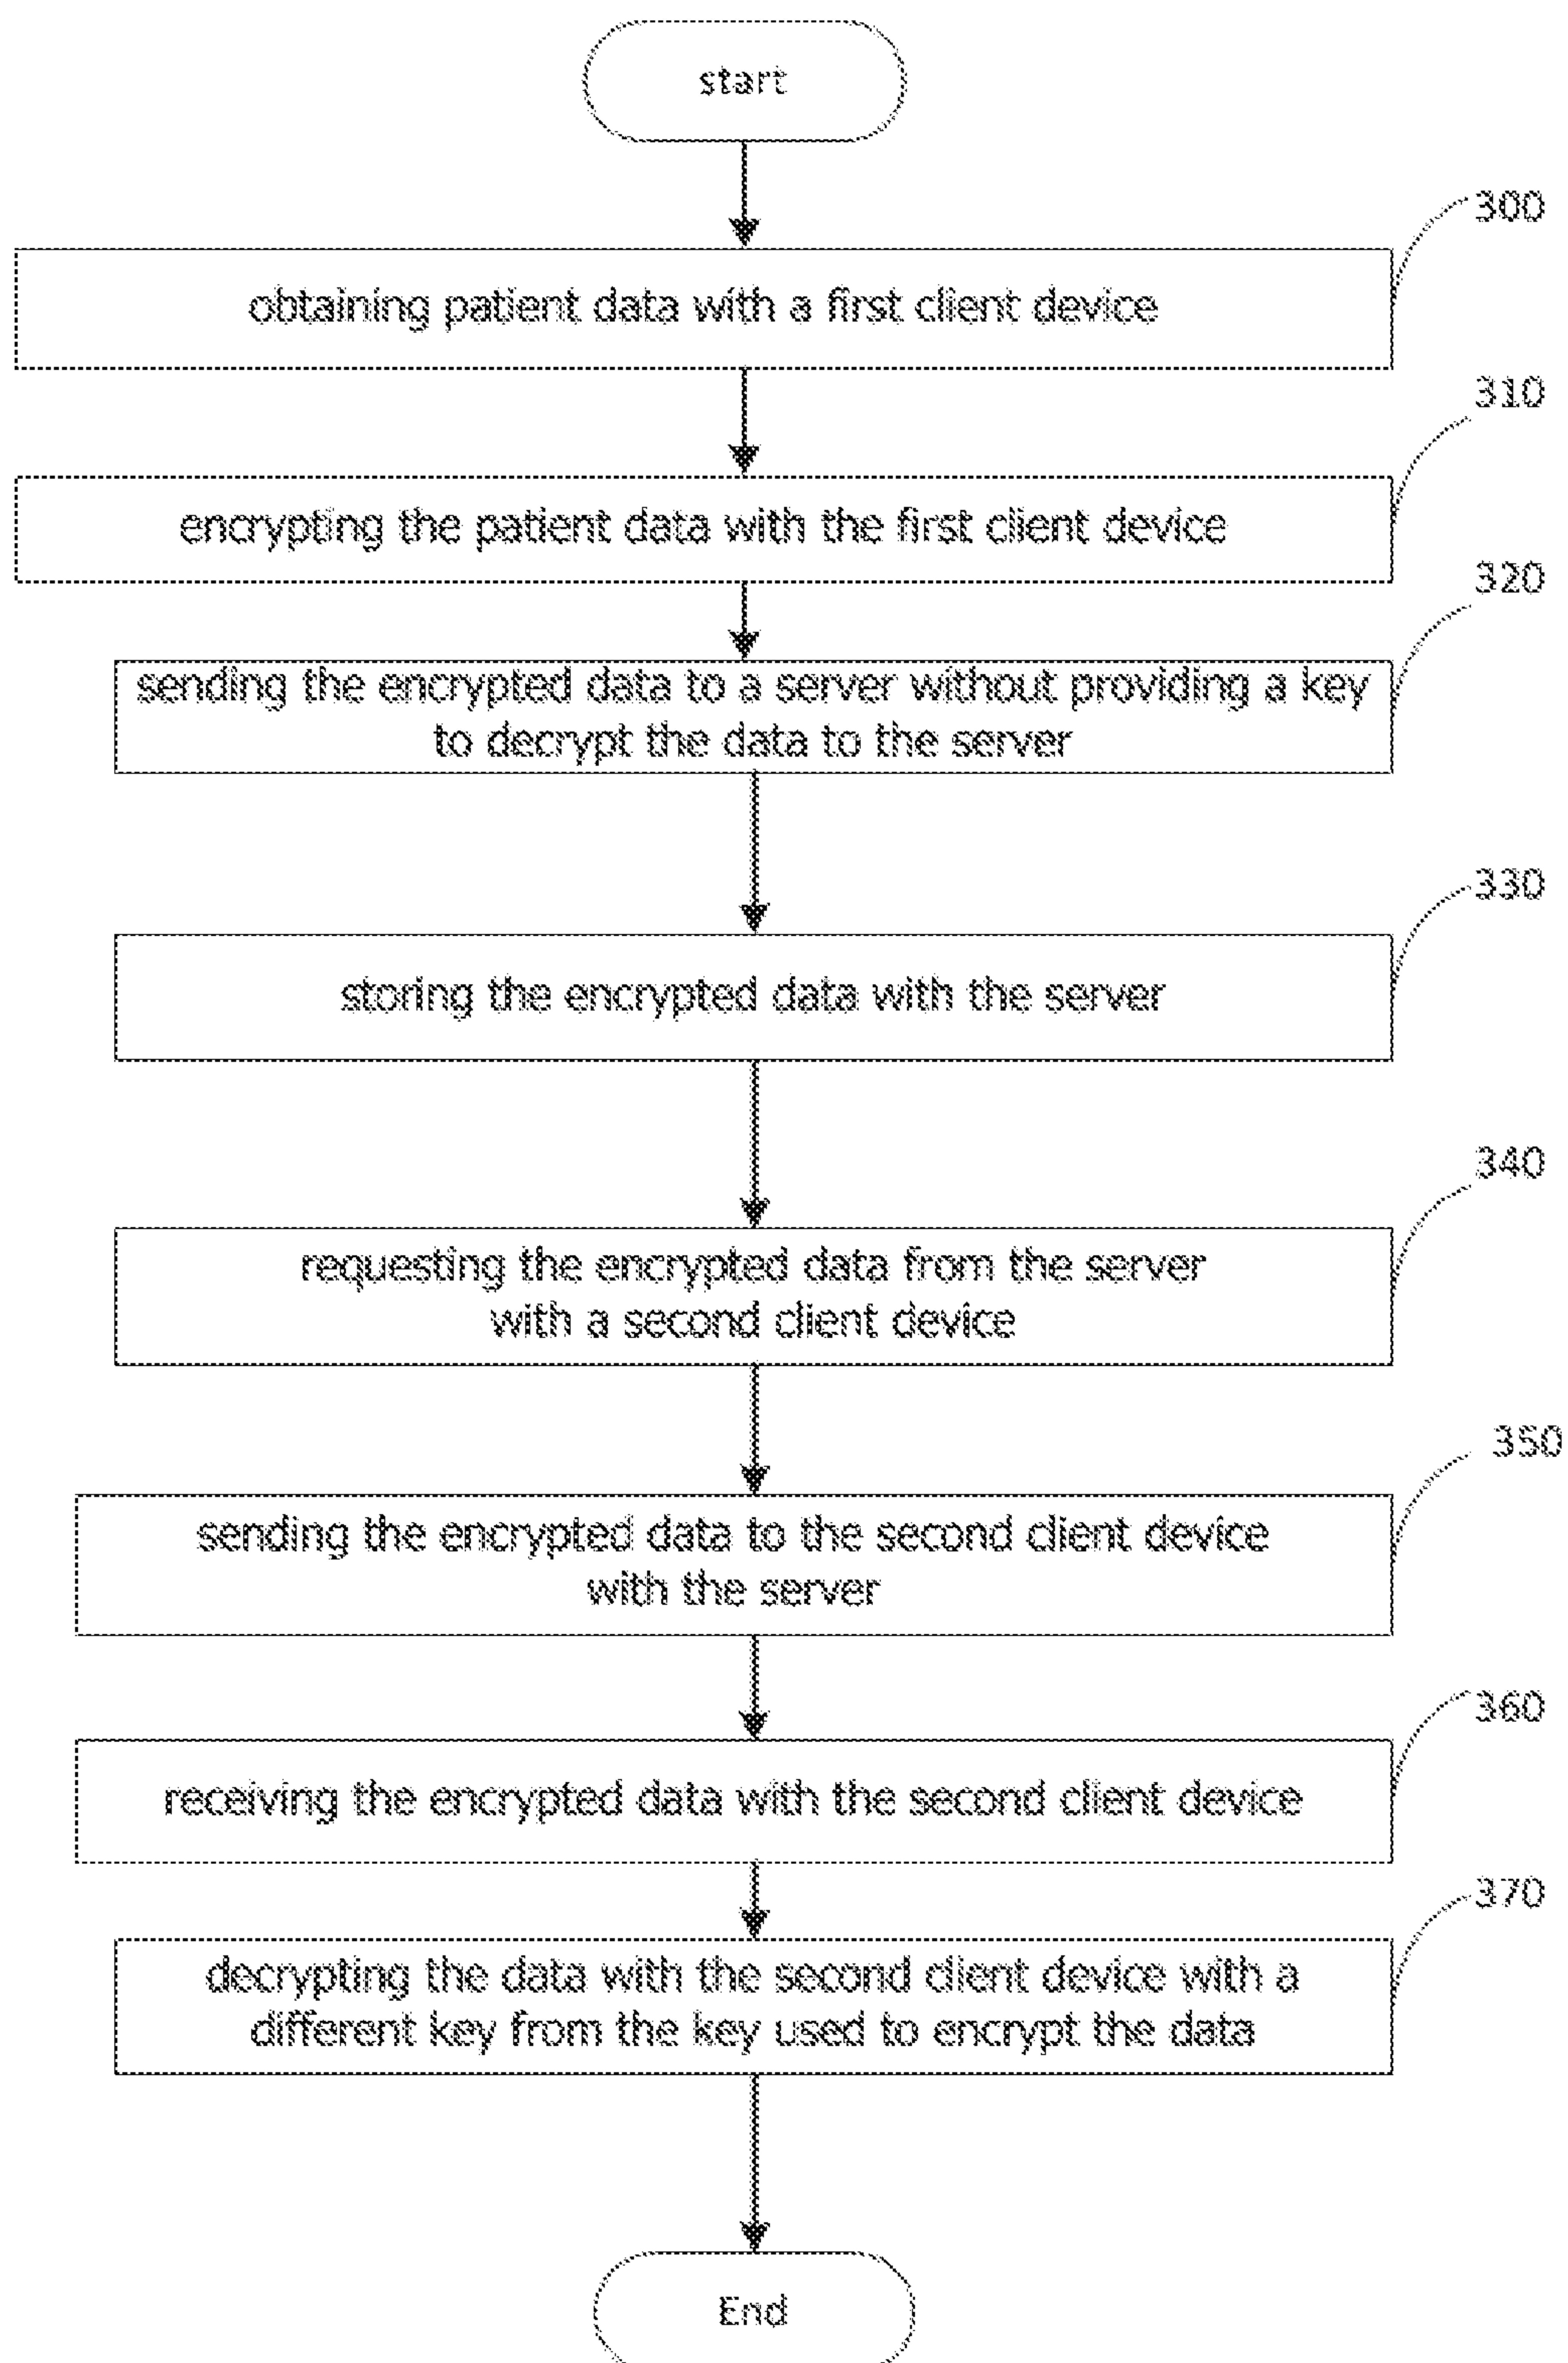 start
300
obtaining patient data with a first client device
310
encrypting the patient data with the first client device
320
sending the encrypted data to a server without providing a key
to decrypt the data to the server
330
storing the encrypted data with the server
340
requesting the encrypted data from the server
with a second client device
350
sending the encrypted data to the second client device
with the server
360
receiving the encrypted data with the second client device
370
decrypting the data with the second client device with a
different key from the key used to encrypt the data
End